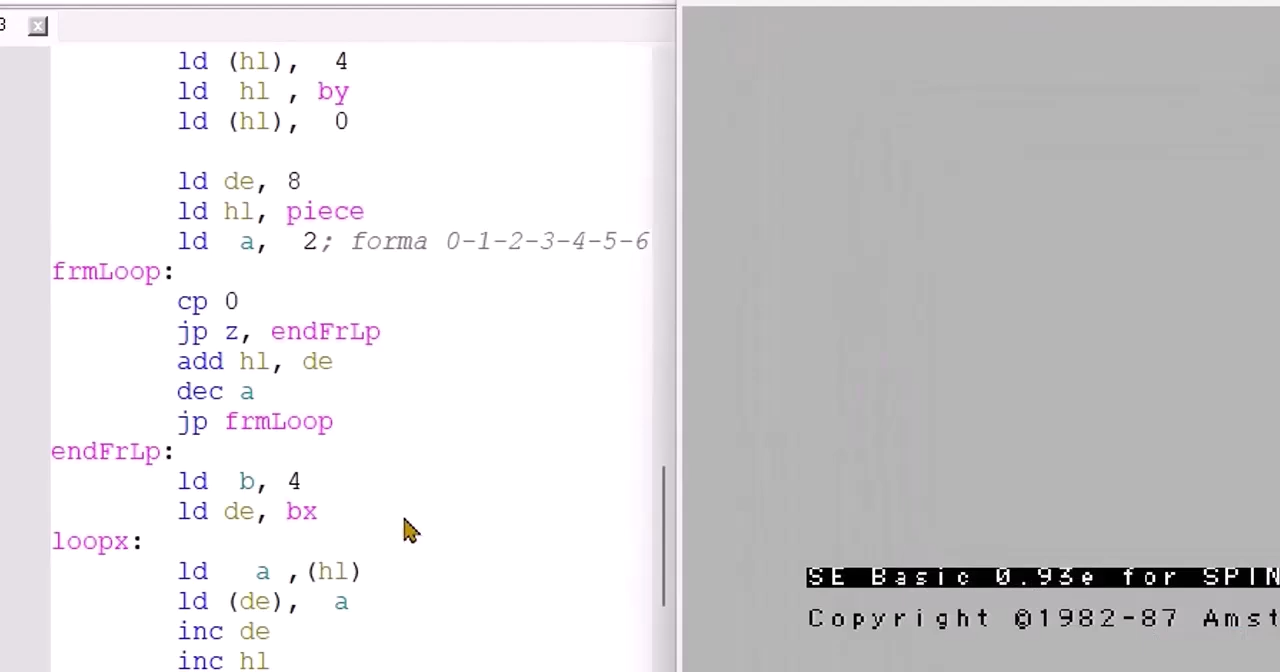 3
ld (hl), 4
ld hl , by
ld (hl), 0
ld de, 8
ld hl, piece
ld a, 2; forma 0-1-2-3-4-5-6
frmLoop:
cp 0
jp z, endFrLp
add hl, de
dec a
jp frmLoop
endFrLp:
ld b, 4
ld de, bx
loopx:
ld a ,(hl)
ld (de), a
inc de
inc hl
SE Basic 0.93e for SPIN
Copyright ©1982-87 Amst